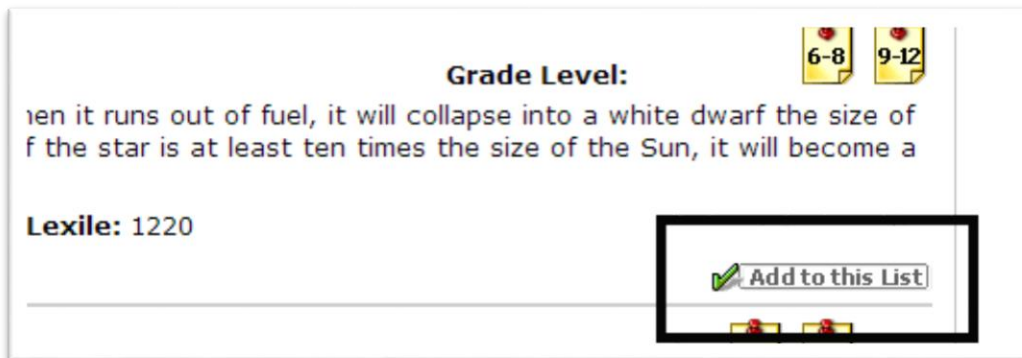 6-8 9-12
Grade Level:
en it runs out of fuel, it will collapse into a white dwarf the size of
f the star is at least ten times the size of the Sun, it will become a
Lexile: 1220
Add to this List